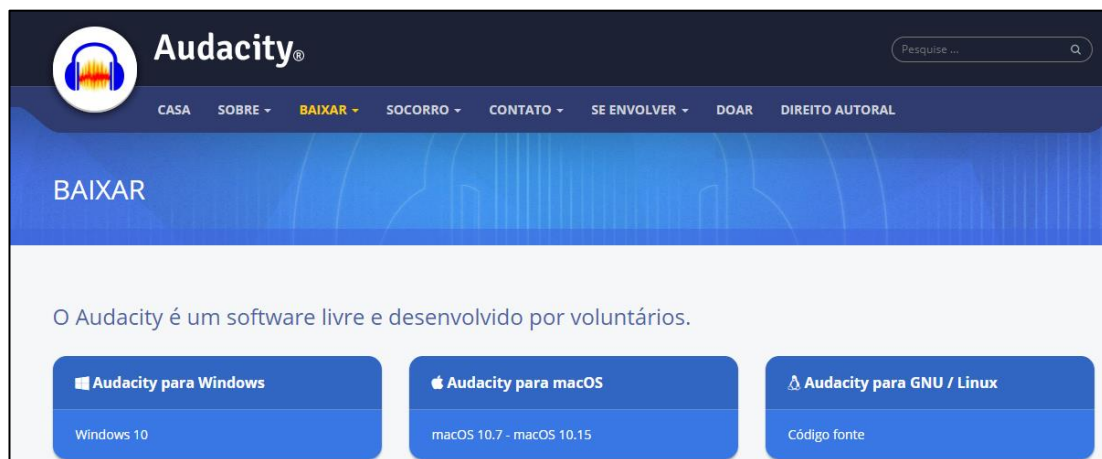 Audacity®
Pesquise ...
CASA SOBRE BAIXAR SOCORRO CONTATO SE ENVOLVER DOAR DIREITO AUTORAL
BAIXAR
O Audacity é um software livre e desenvolvido por voluntários.
Audacity para Windows
Windows 10
Audacity para macOS
macOS 10.7 - macOS 10.15
Audacity para GNU / Linux
Código fonte